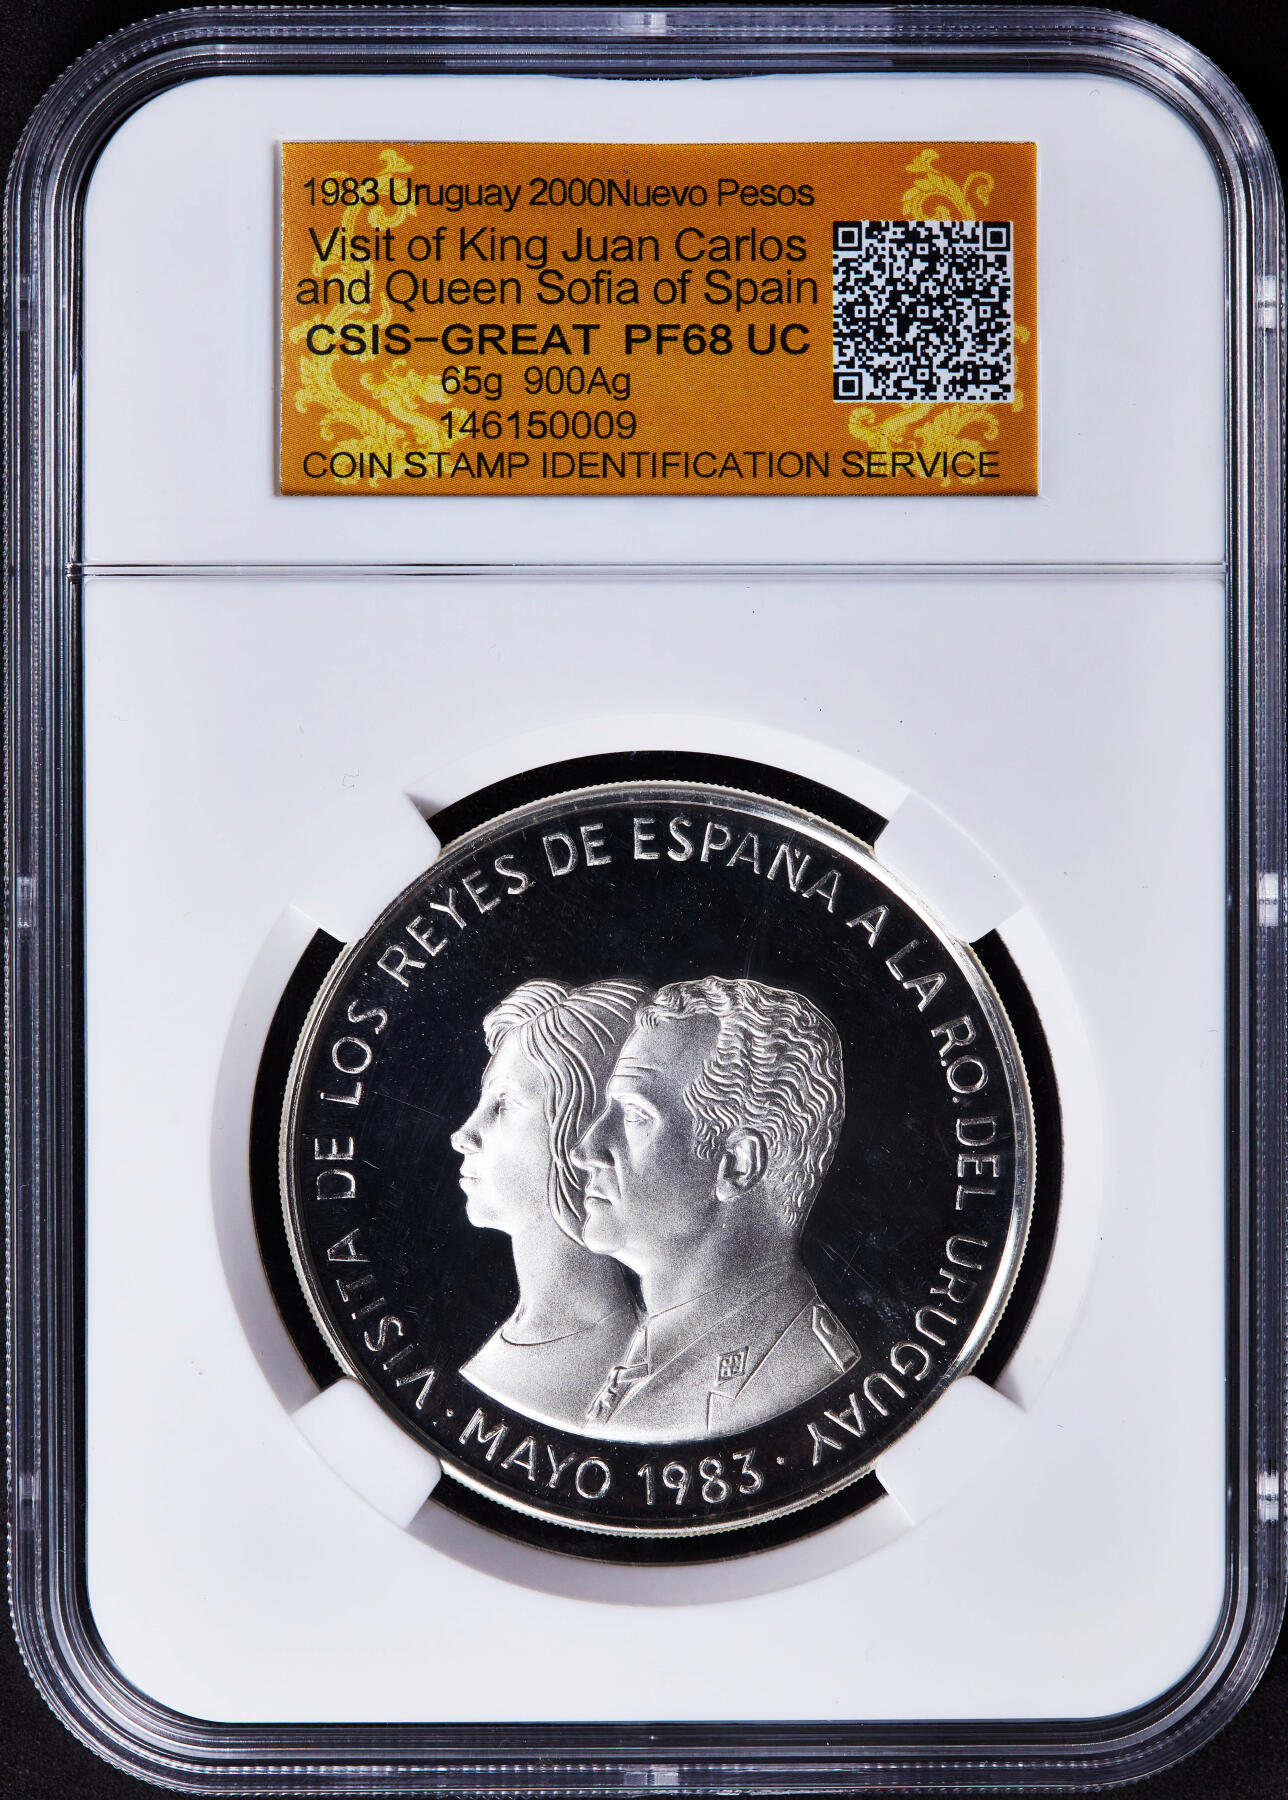 1983 Uruguay 2000Nuevo Pesos
Visit of King Juan Carlos
and Queen Sofia of Spain
CSIS-GREAT PF68 UC
65g 900Ag
146150009
COIN STAMP IDENTIFICATION SERVICE
VISITA DE LOS REYES DE ESPAÑA A LA R.O. DEL URUGUAY
· MAYO 1983 ·